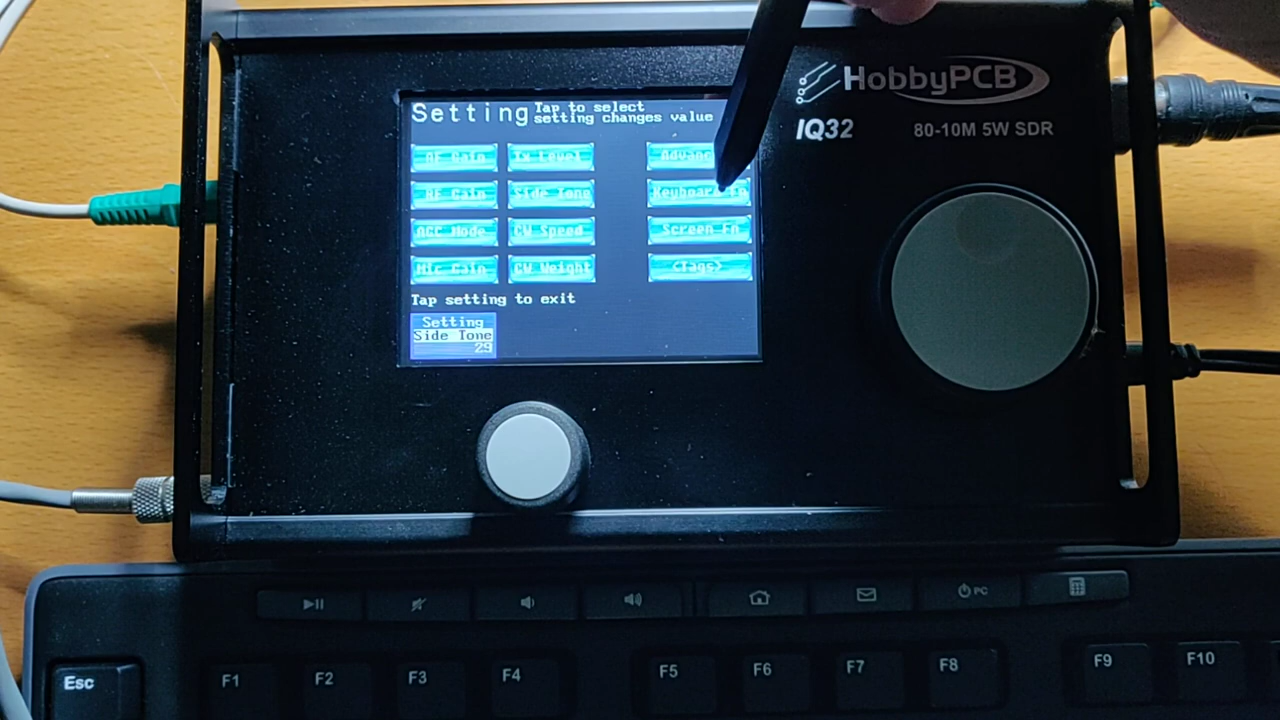 HobbyPCB
IQ32
80-10M 5W SDR
Setting
Tap to select
setting changes value
AF Gain
Tx Level
RF Gain
Side Tone
AGC Mode
CW Speed
Screen Fn
Mic Gain
CW Weight
<Tags>
Tap setting to exit
Setting
Side Tone
29
PC
Esc
F1
F2
F3
F4
F5
F6
F7
F8
F9
F10